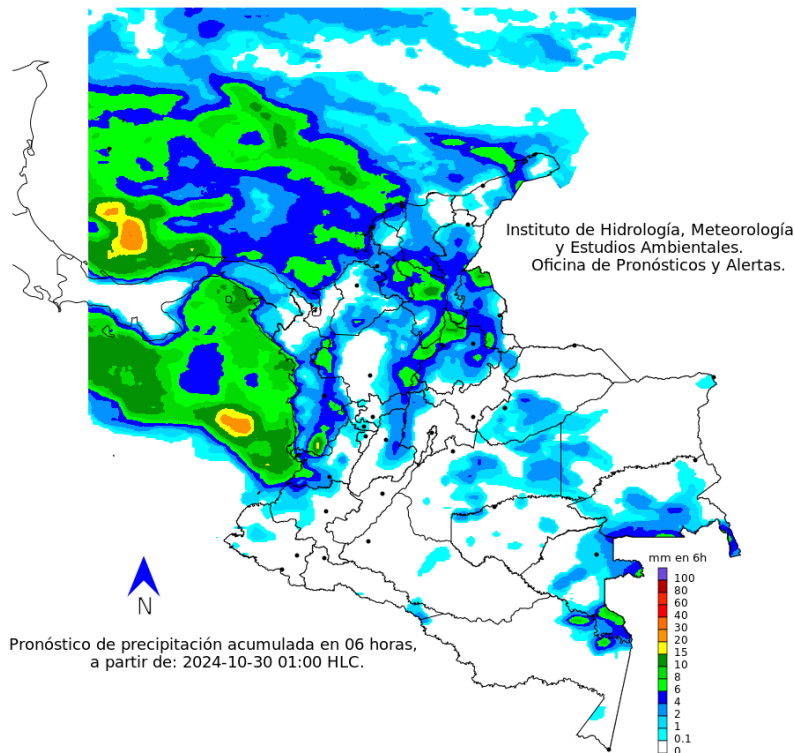 Instituto de Hidrología, Meteorología
y Estudios Ambientales.
Oficina de Pronósticos y Alertas.
mm en 6h
100
80
60
40
30
20
15
10
8
6
4
2
1
0.1
0
N
Pronóstico de precipitación acumulada en 06 horas,
a partir de: 2024-10-30 01:00 HLC.